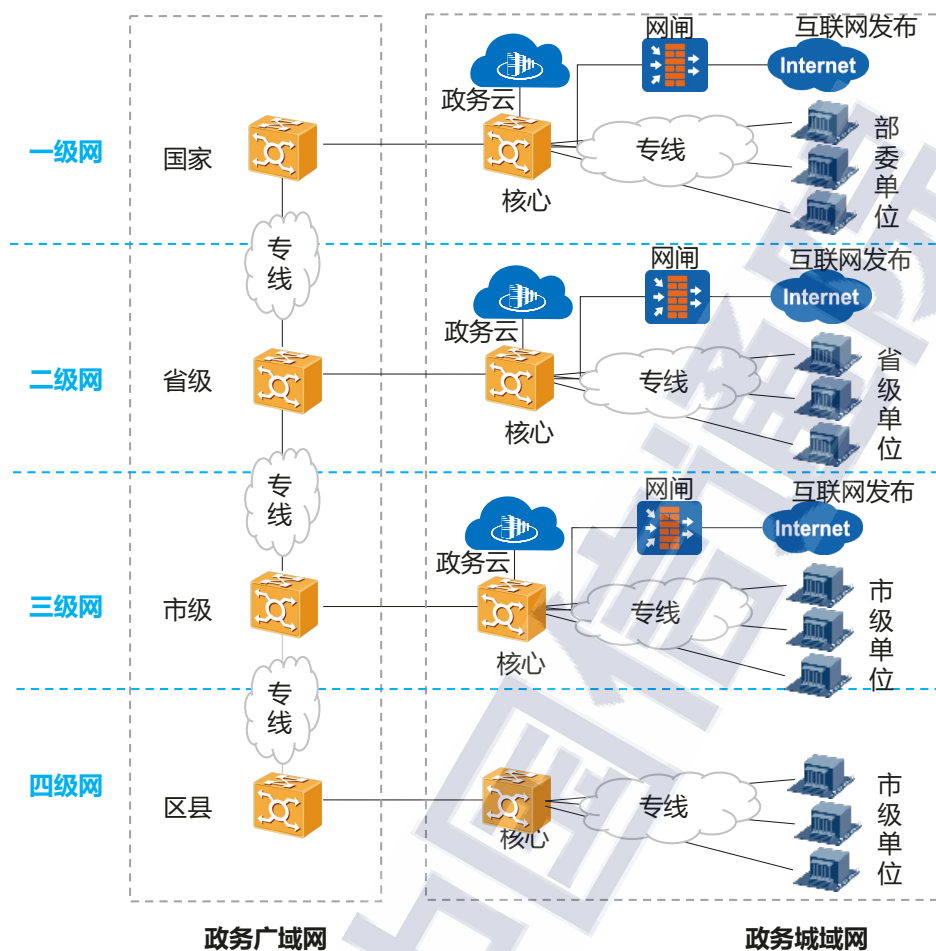 网闸
互联网发布
Internet
政务云
一级网
国家
专线
核心
部委单位
专线
网闸
互联网发布
Internet
政务云
二级网
省级
专线
核心
省级单位
专线
网闸
互联网发布
Internet
政务云
三级网
市级
专线
核心
市级单位
专线
四级网
区县
专线
核心
市级单位
政务广域网
政务城域网